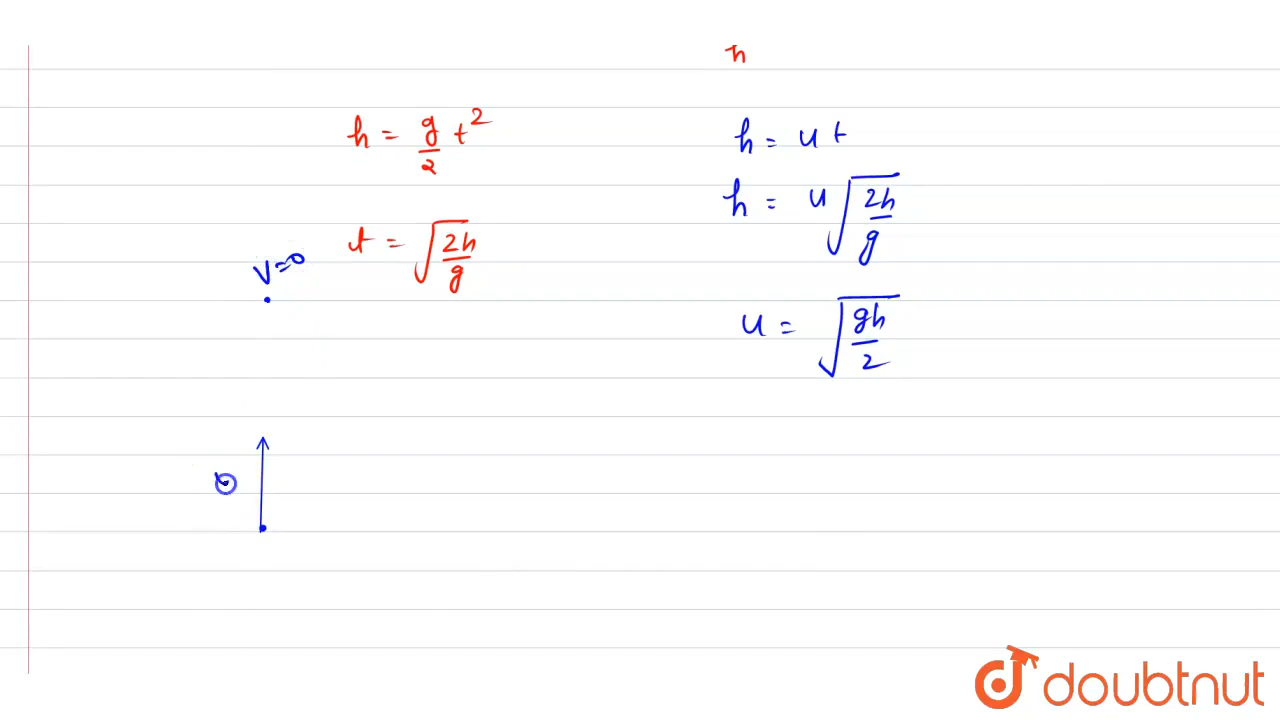 h
h = g/2 t²
t = √(2h/g)
v=0
h = u t
h = u √(2h/g)
u = √(gh/2)
doubtnut